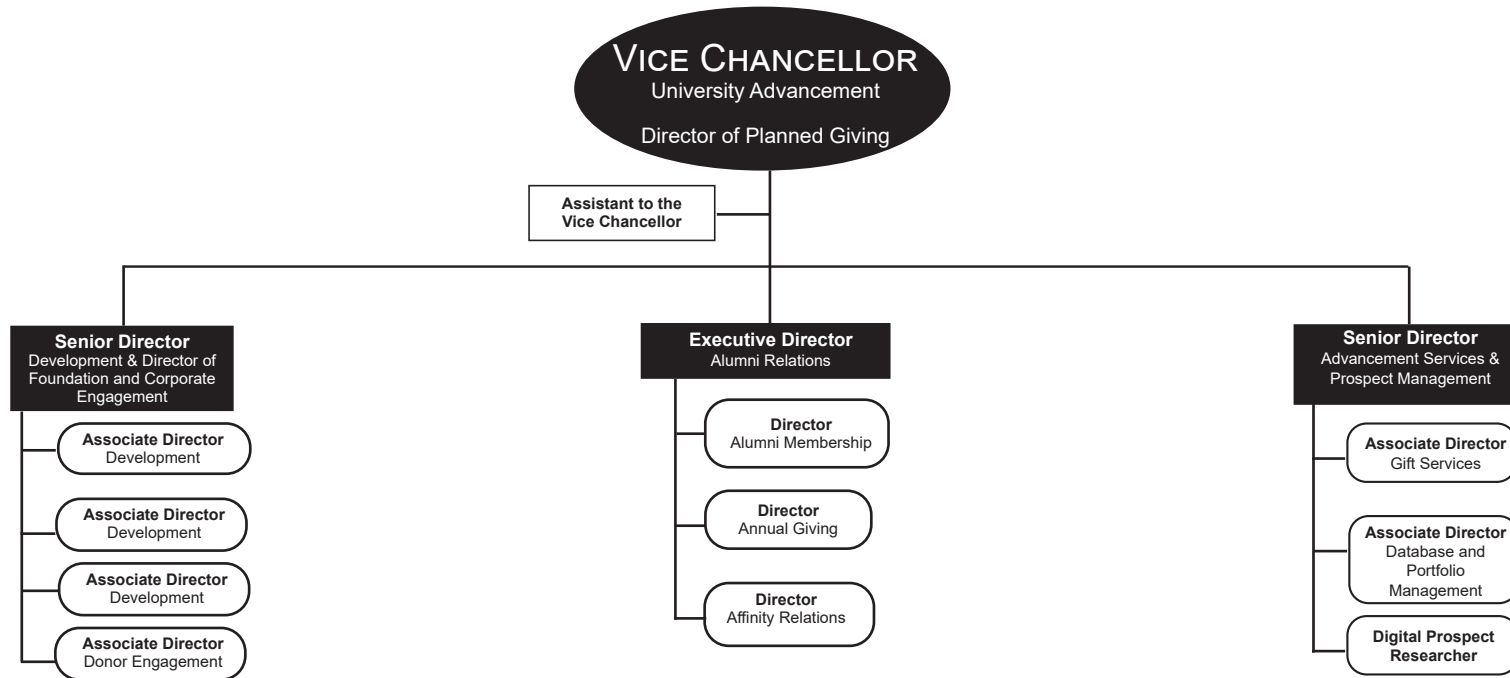 VICE CHANCELLOR
University Advancement
Director of Planned Giving
Assistant to the
Vice Chancellor
Senior Director
Development & Director of
Foundation and Corporate
Engagement
Associate Director
Development
Associate Director
Development
Associate Director
Development
Associate Director
Donor Engagement
Executive Director
Alumni Relations
Director
Alumni Membership
Director
Annual Giving
Director
Affinity Relations
Senior Director
Advancement Services &
Prospect Management
Associate Director
Gift Services
Associate Director
Database and
Portfolio
Management
Digital Prospect
Researcher